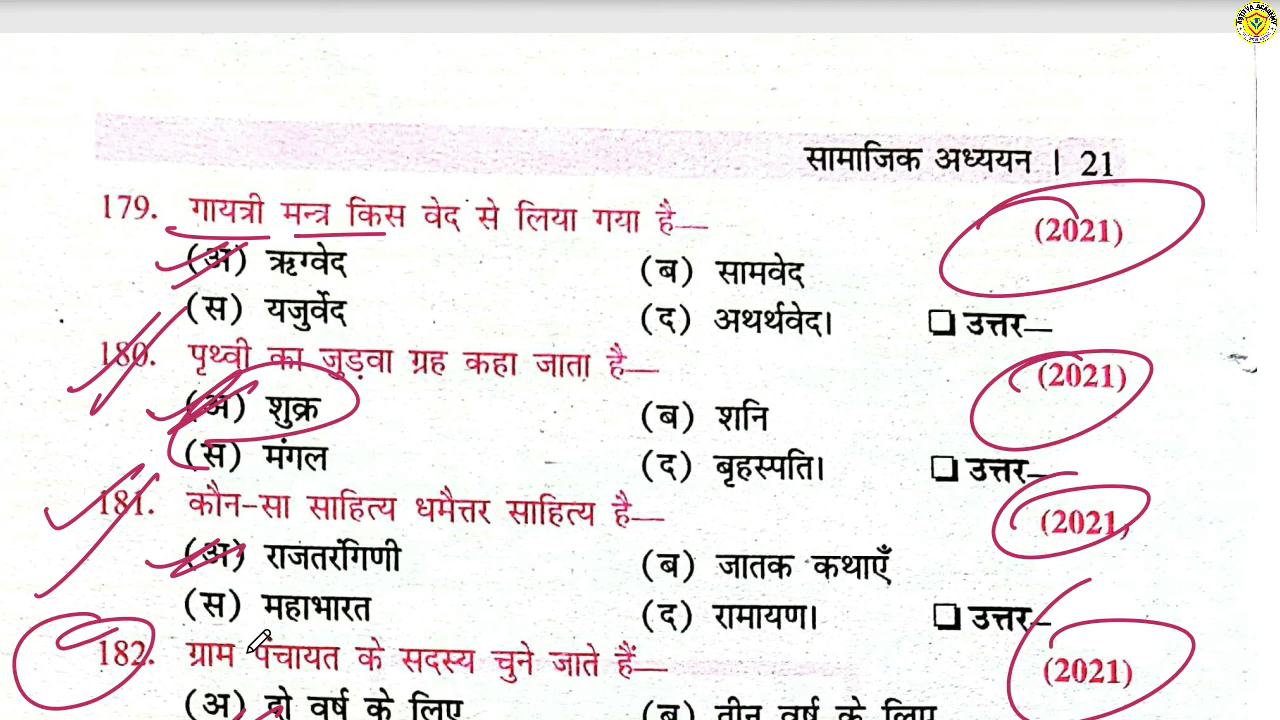 सामाजिक अध्ययन । 21
179. गायत्री मन्त्र किस वेद से लिया गया है— (2021)
(अ) ऋग्वेद (ब) सामवेद
(स) यजुर्वेद (द) अथर्थवेद। ❑ उत्तर—
180. पृथ्वी का जुड़वा ग्रह कहा जाता है— (2021)
(अ) शुक्र (ब) शनि
(स) मंगल (द) बृहस्पति। ❑ उत्तर—
181. कौन-सा साहित्य धमैत्तर साहित्य है— (2021)
(अ) राजतरंगिणी (ब) जातक कथाएँ
(स) महाभारत (द) रामायण। ❑ उत्तर—
182. ग्राम पंचायत के सदस्य चुने जाते हैं— (2021)
(अ) दो वर्ष के लिए (ब) तीन वर्ष के लिए